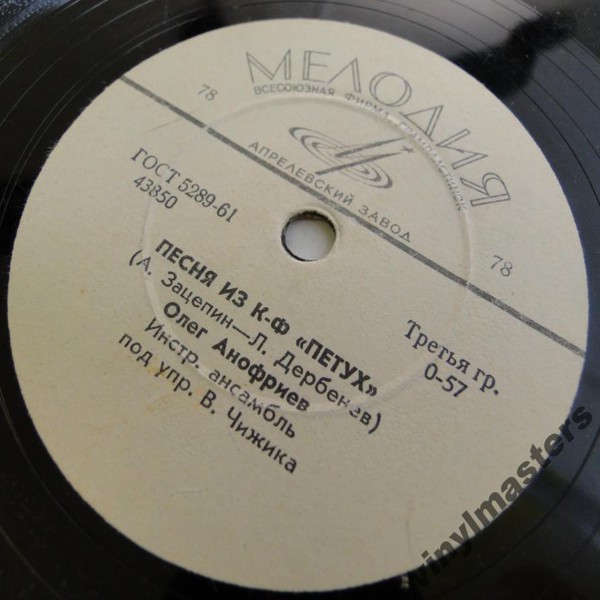 МЕЛОДИЯ
ВСЕСОЮЗНАЯ ФИРМА ГРАМПЛАСТИНОК
АПРЕЛЕВСКИЙ ЗАВОД
78
78
ГОСТ 5289-61
43850
Третья гр.
0-57
ПЕСНЯ ИЗ К-Ф «ПЕТУХ»
(А. Зацепин—Л. Дербенев)
Олег Анофриев
Инстр. ансамбль
под упр. В. Чижика
vinylmasters